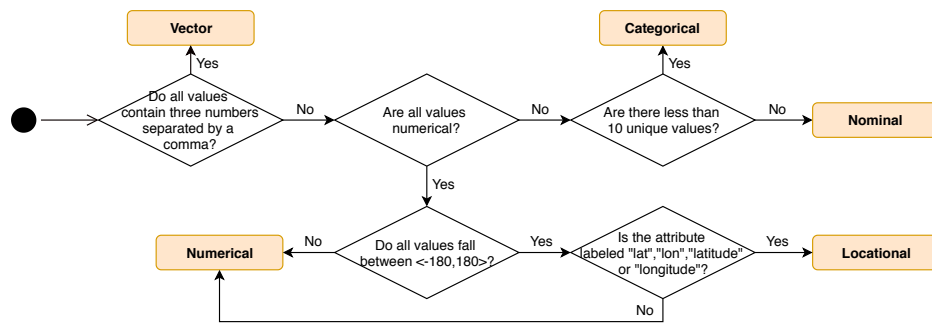 Vector
Categorical
Yes
Yes
Do all values
contain three numbers
separated by a
comma?
No
Are all values
numerical?
No
Are there less than
10 unique values?
No
Nominal
Yes
Numerical
No
Do all values fall
between <-180,180>?
Yes
Is the attribute
labeled "lat","lon","latitude"
or "longitude"?
Yes
Locational
No